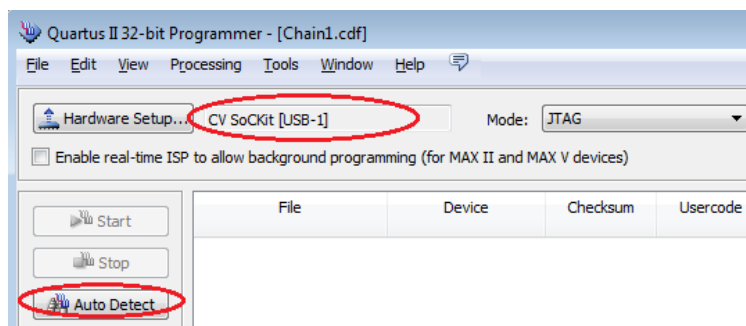 Quartus II 32-bit Programmer - [Chain1.cdf]
File Edit View Processing Tools Window Help
Hardware Setup... CV SoCKit [USB-1] Mode: JTAG
Enable real-time ISP to allow background programming (for MAX II and MAX V devices)
Start File Device Checksum Usercode
Stop
Auto Detect